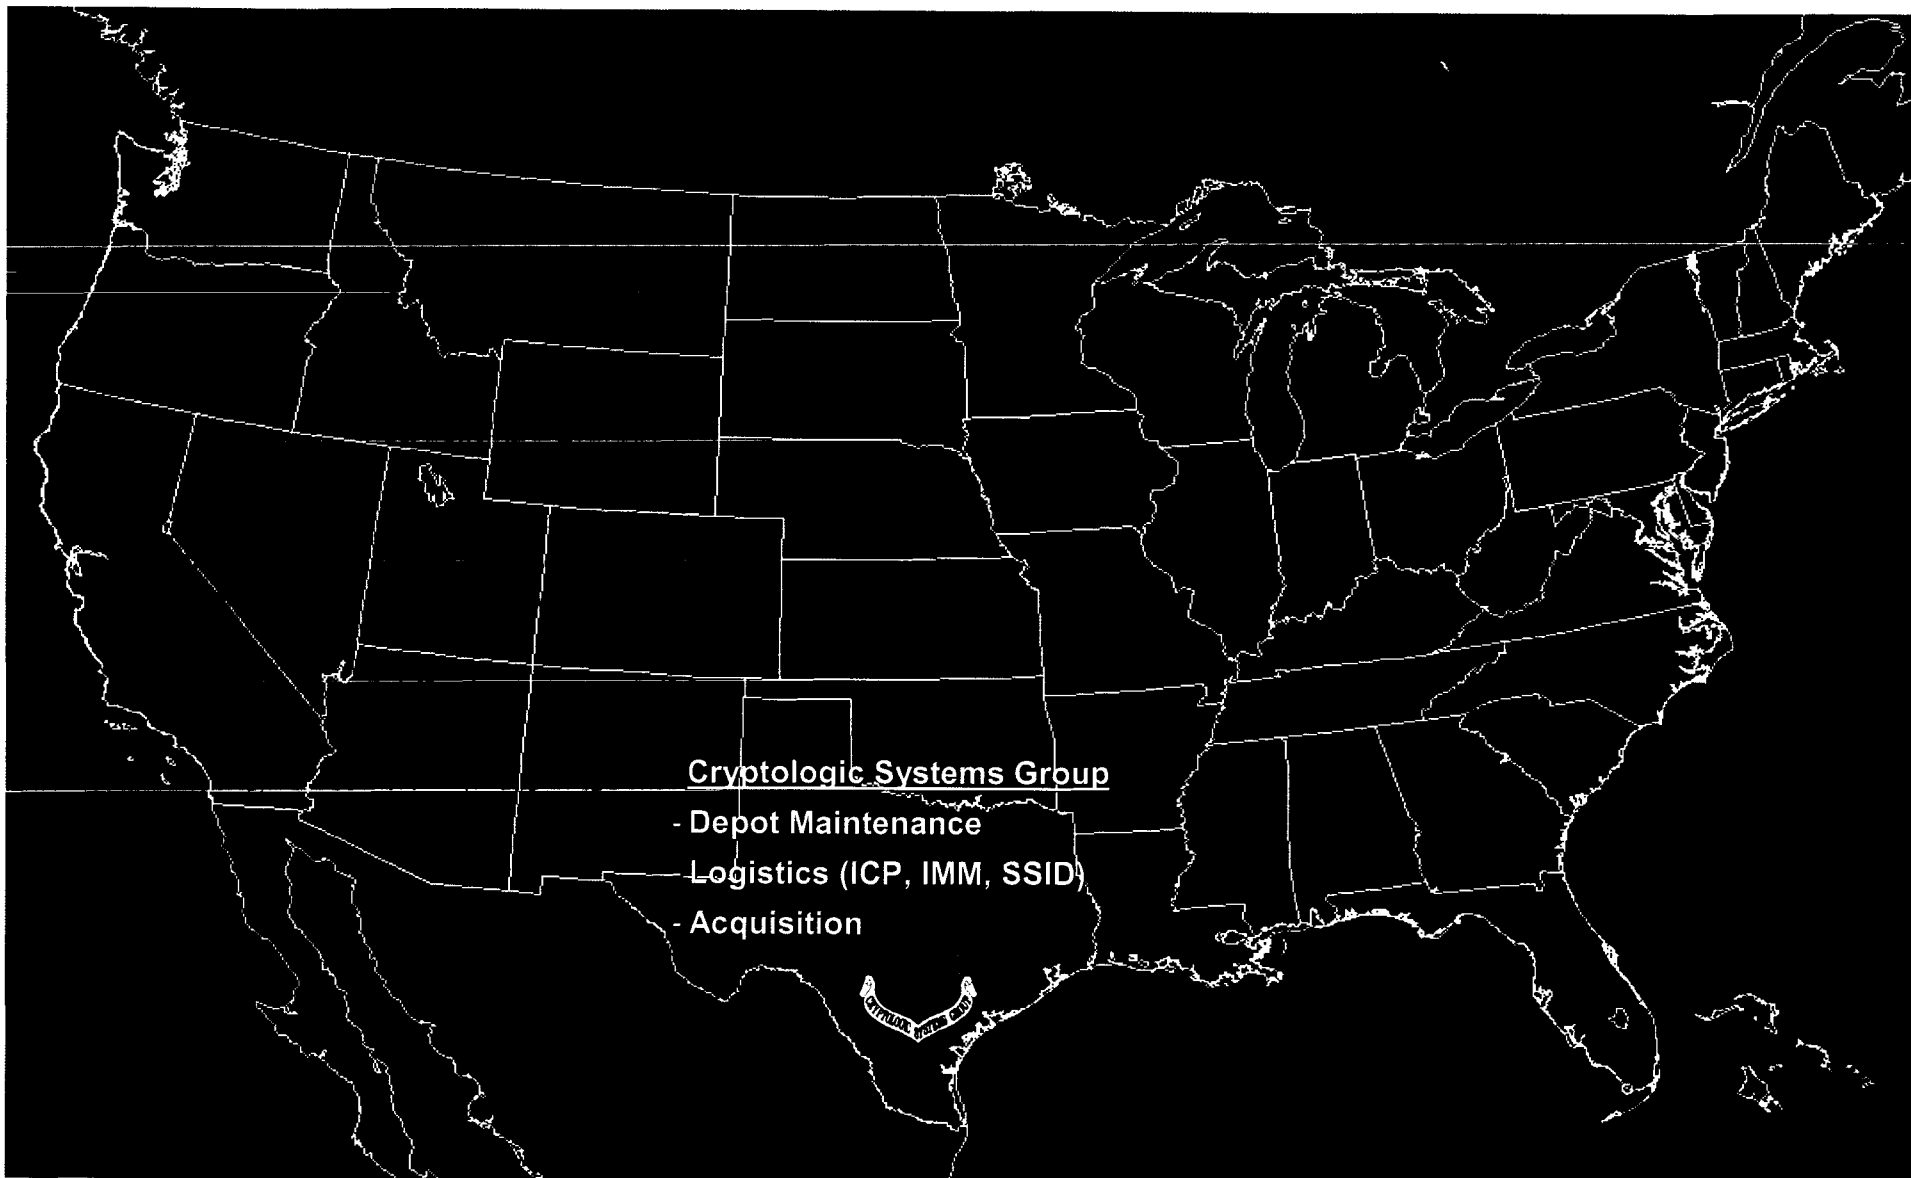 Cryptologic Systems Group
- Depot Maintenance
- Logistics (ICP, IMM, SSID)
- Acquisition